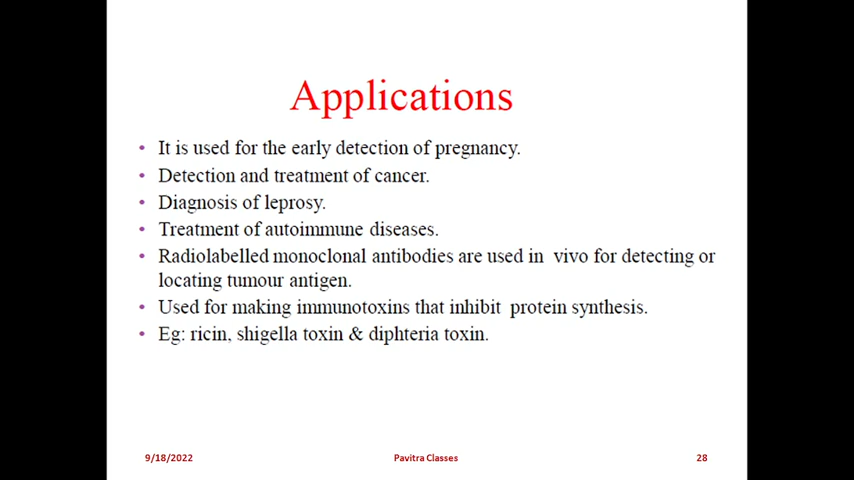 Applications
• It is used for the early detection of pregnancy.
• Detection and treatment of cancer.
• Diagnosis of leprosy.
• Treatment of autoimmune diseases.
• Radiolabelled monoclonal antibodies are used in vivo for detecting or
locating tumour antigen.
• Used for making immunotoxins that inhibit protein synthesis.
• Eg: ricin, shigella toxin & diphteria toxin.
9/18/2022 Pavitra Classes 28